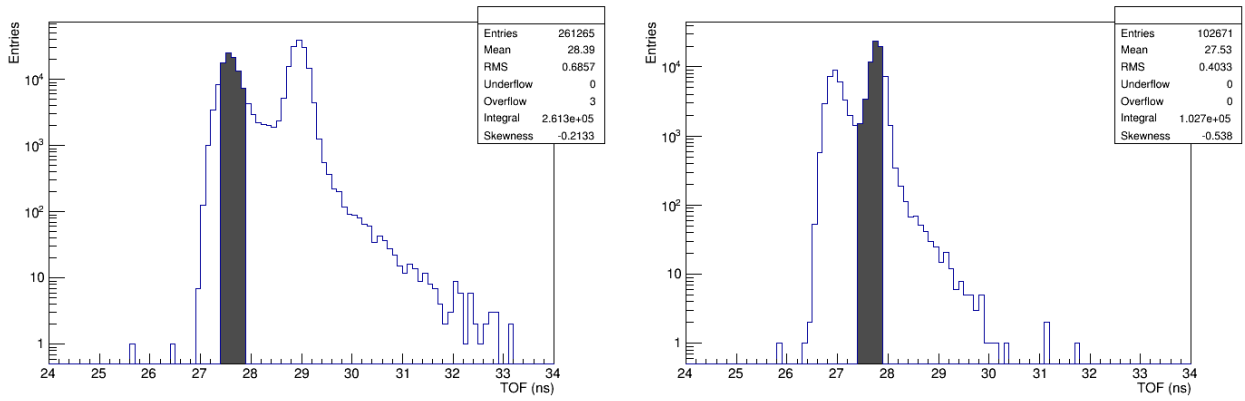 Entries
Entries 261265
Mean 28.39
RMS 0.6857
Underflow 0
Overflow 3
Integral 2.613e+05
Skewness -0.2133
10^4
10^3
10^2
10
1
24 25 26 27 28 29 30 31 32 33 34
TOF (ns)
Entries
Entries 102671
Mean 27.53
RMS 0.4033
Underflow 0
Overflow 0
Integral 1.027e+05
Skewness -0.538
10^4
10^3
10^2
10
1
24 25 26 27 28 29 30 31 32 33 34
TOF (ns)